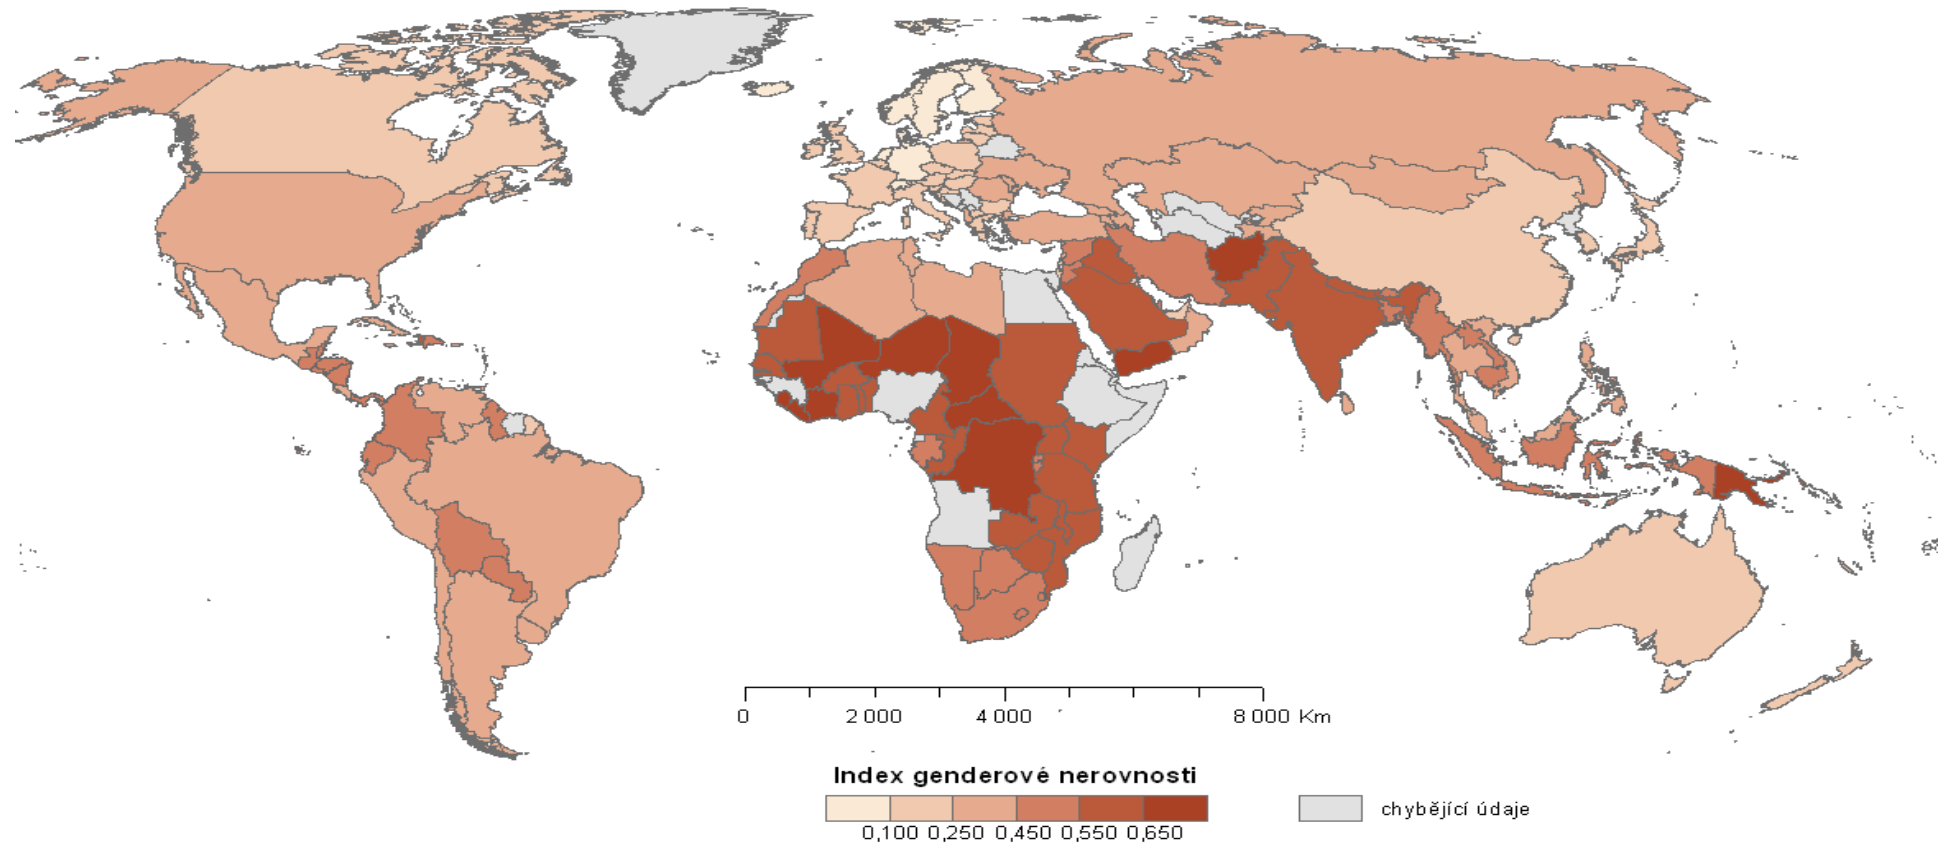 0 2 000 4 000 8 000 Km
Index genderové nerovnosti
0,100 0,250 0,450 0,550 0,650
chybějící údaje